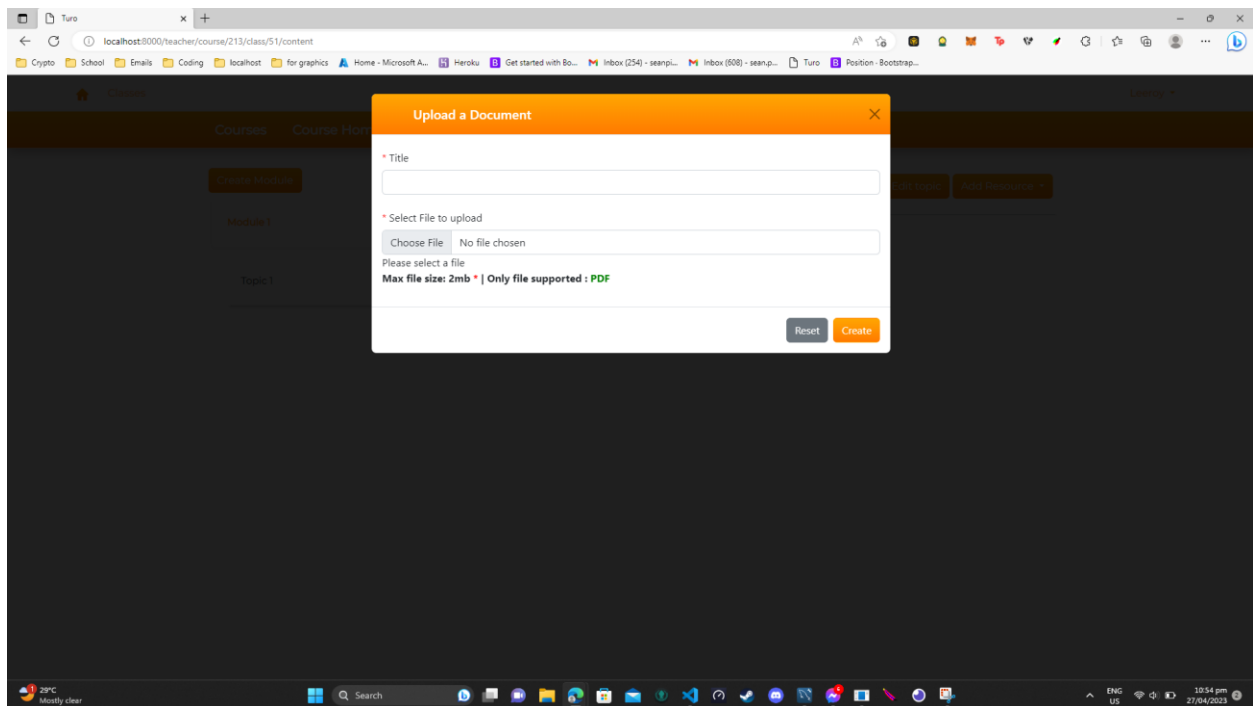 Turo
localhost:8000/teacher/course/213/class/51/content
Crypto School Emails Coding localhost for graphics Home - Microsoft A... Heroku Get started with Bo... Inbox (254) - seanpi... Inbox (608) - sean.p... Turo Position · Bootstrap...
Upload a Document
Courses Course Hom
* Title
Create Module
Edit topic Add Resource
* Select File to upload
Module 1
Choose File No file chosen
Please select a file
Max file size: 2mb * | Only file supported : PDF
Topic 1
Reset Create
29°C
Mostly clear
Search
ENG
US
10:54 pm
27/04/2023